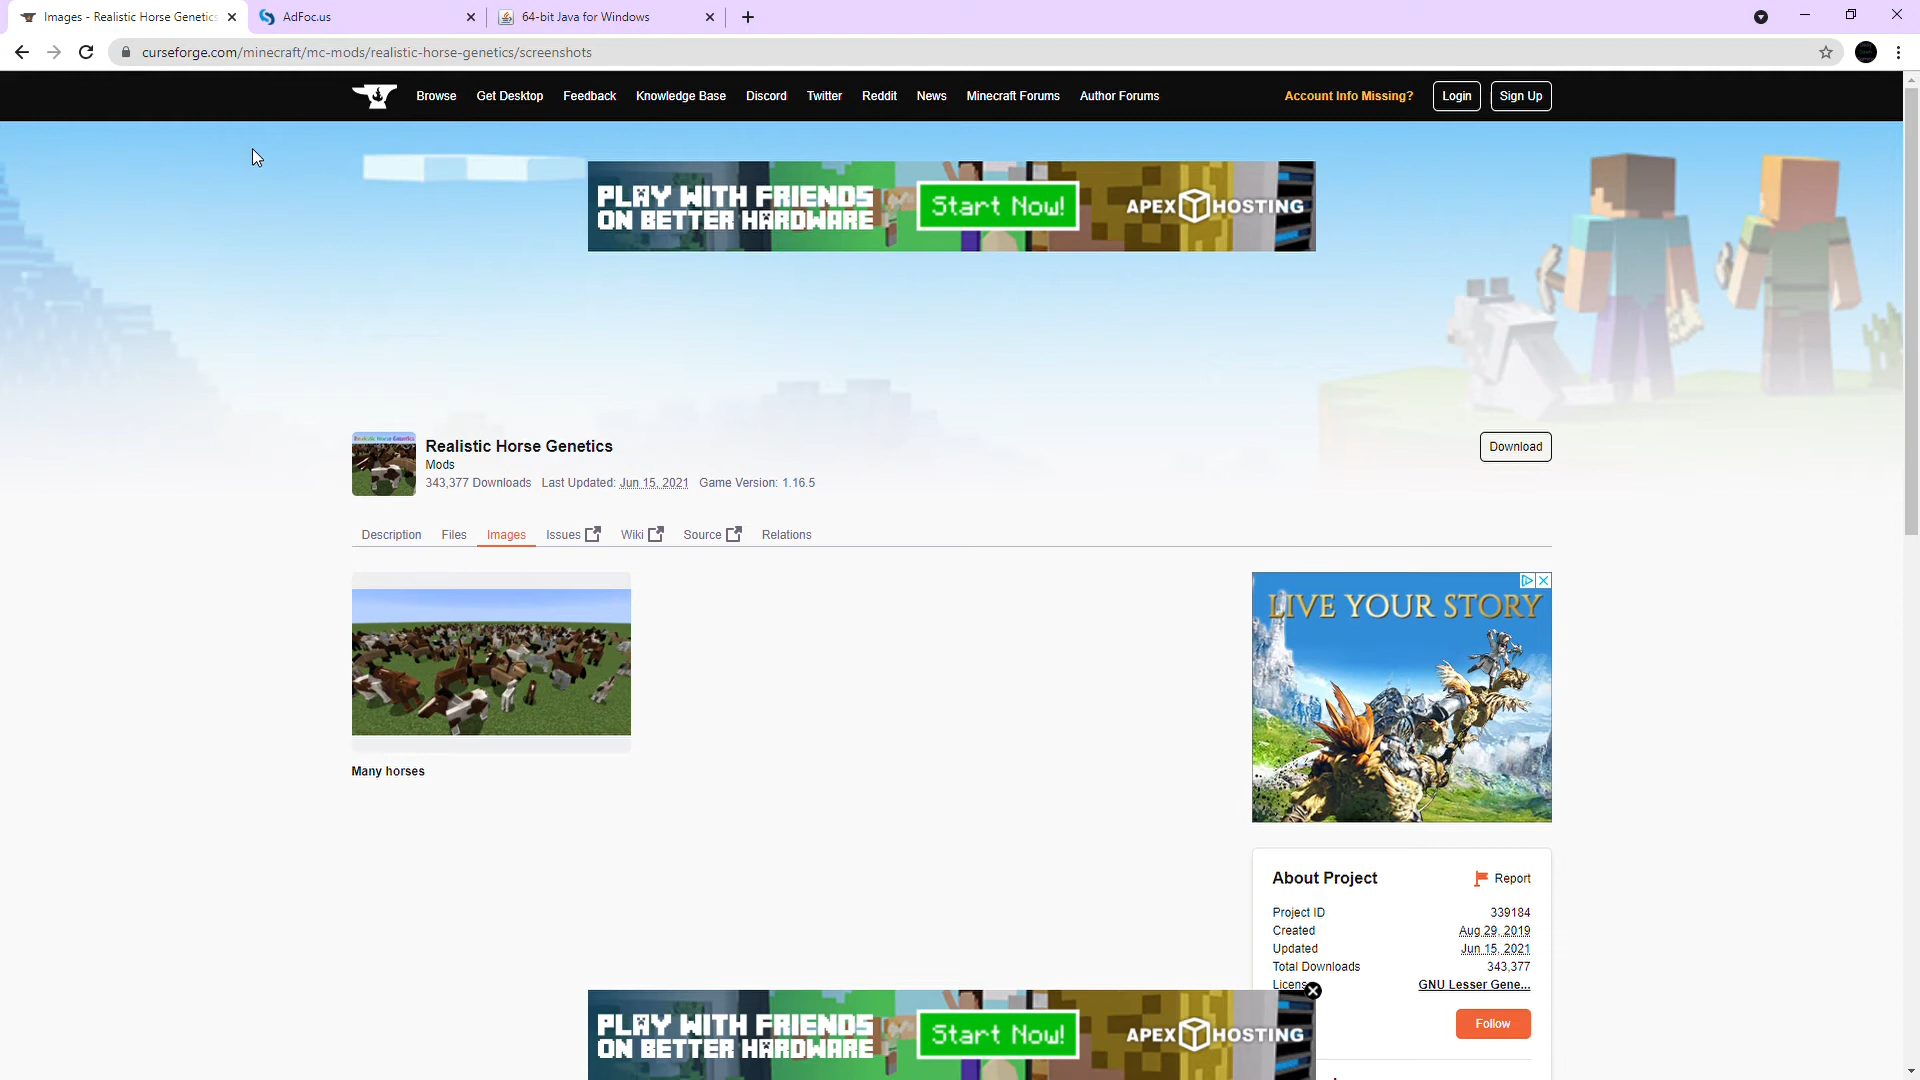 Images - Realistic Horse Genetics
AdFoc.us
64-bit Java for Windows
curseforge.com/minecraft/mc-mods/realistic-horse-genetics/screenshots
Browse Get Desktop Feedback Knowledge Base Discord Twitter Reddit News Minecraft Forums Author Forums Account Info Missing? Login Sign Up
PLAY WITH FRIENDS
ON BETTER HARDWARE
Start Now!
APEX HOSTING
Realistic Horse Genetics
Realistic Horse Genetics
Mods
343,377 Downloads Last Updated: Jun 15, 2021 Game Version: 1.16.5
Download
Description Files Images Issues Wiki Source Relations
Many horses
LIVE YOUR STORY
About Project
Report
Project ID 339184
Created Aug 29, 2019
Updated Jun 15, 2021
Total Downloads 343,377
License GNU Lesser Gene...
Follow
PLAY WITH FRIENDS
ON BETTER HARDWARE
Start Now!
APEX HOSTING